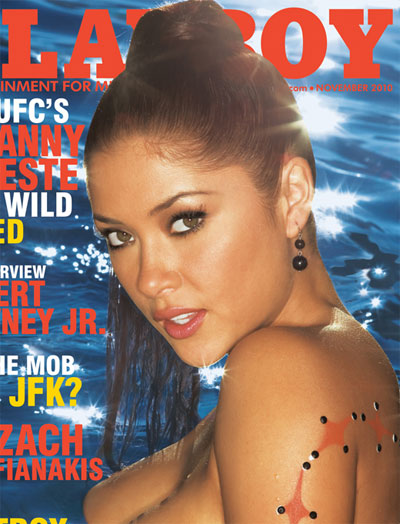 LAYBOY
INMENT FOR M
.com • NOVEMBER 2010
UFC'S
ANNY
ESTE
WILD
ED
RVIEW
ERT
NEY JR.
HE MOB
JFK?
ZACH
FIANAKIS